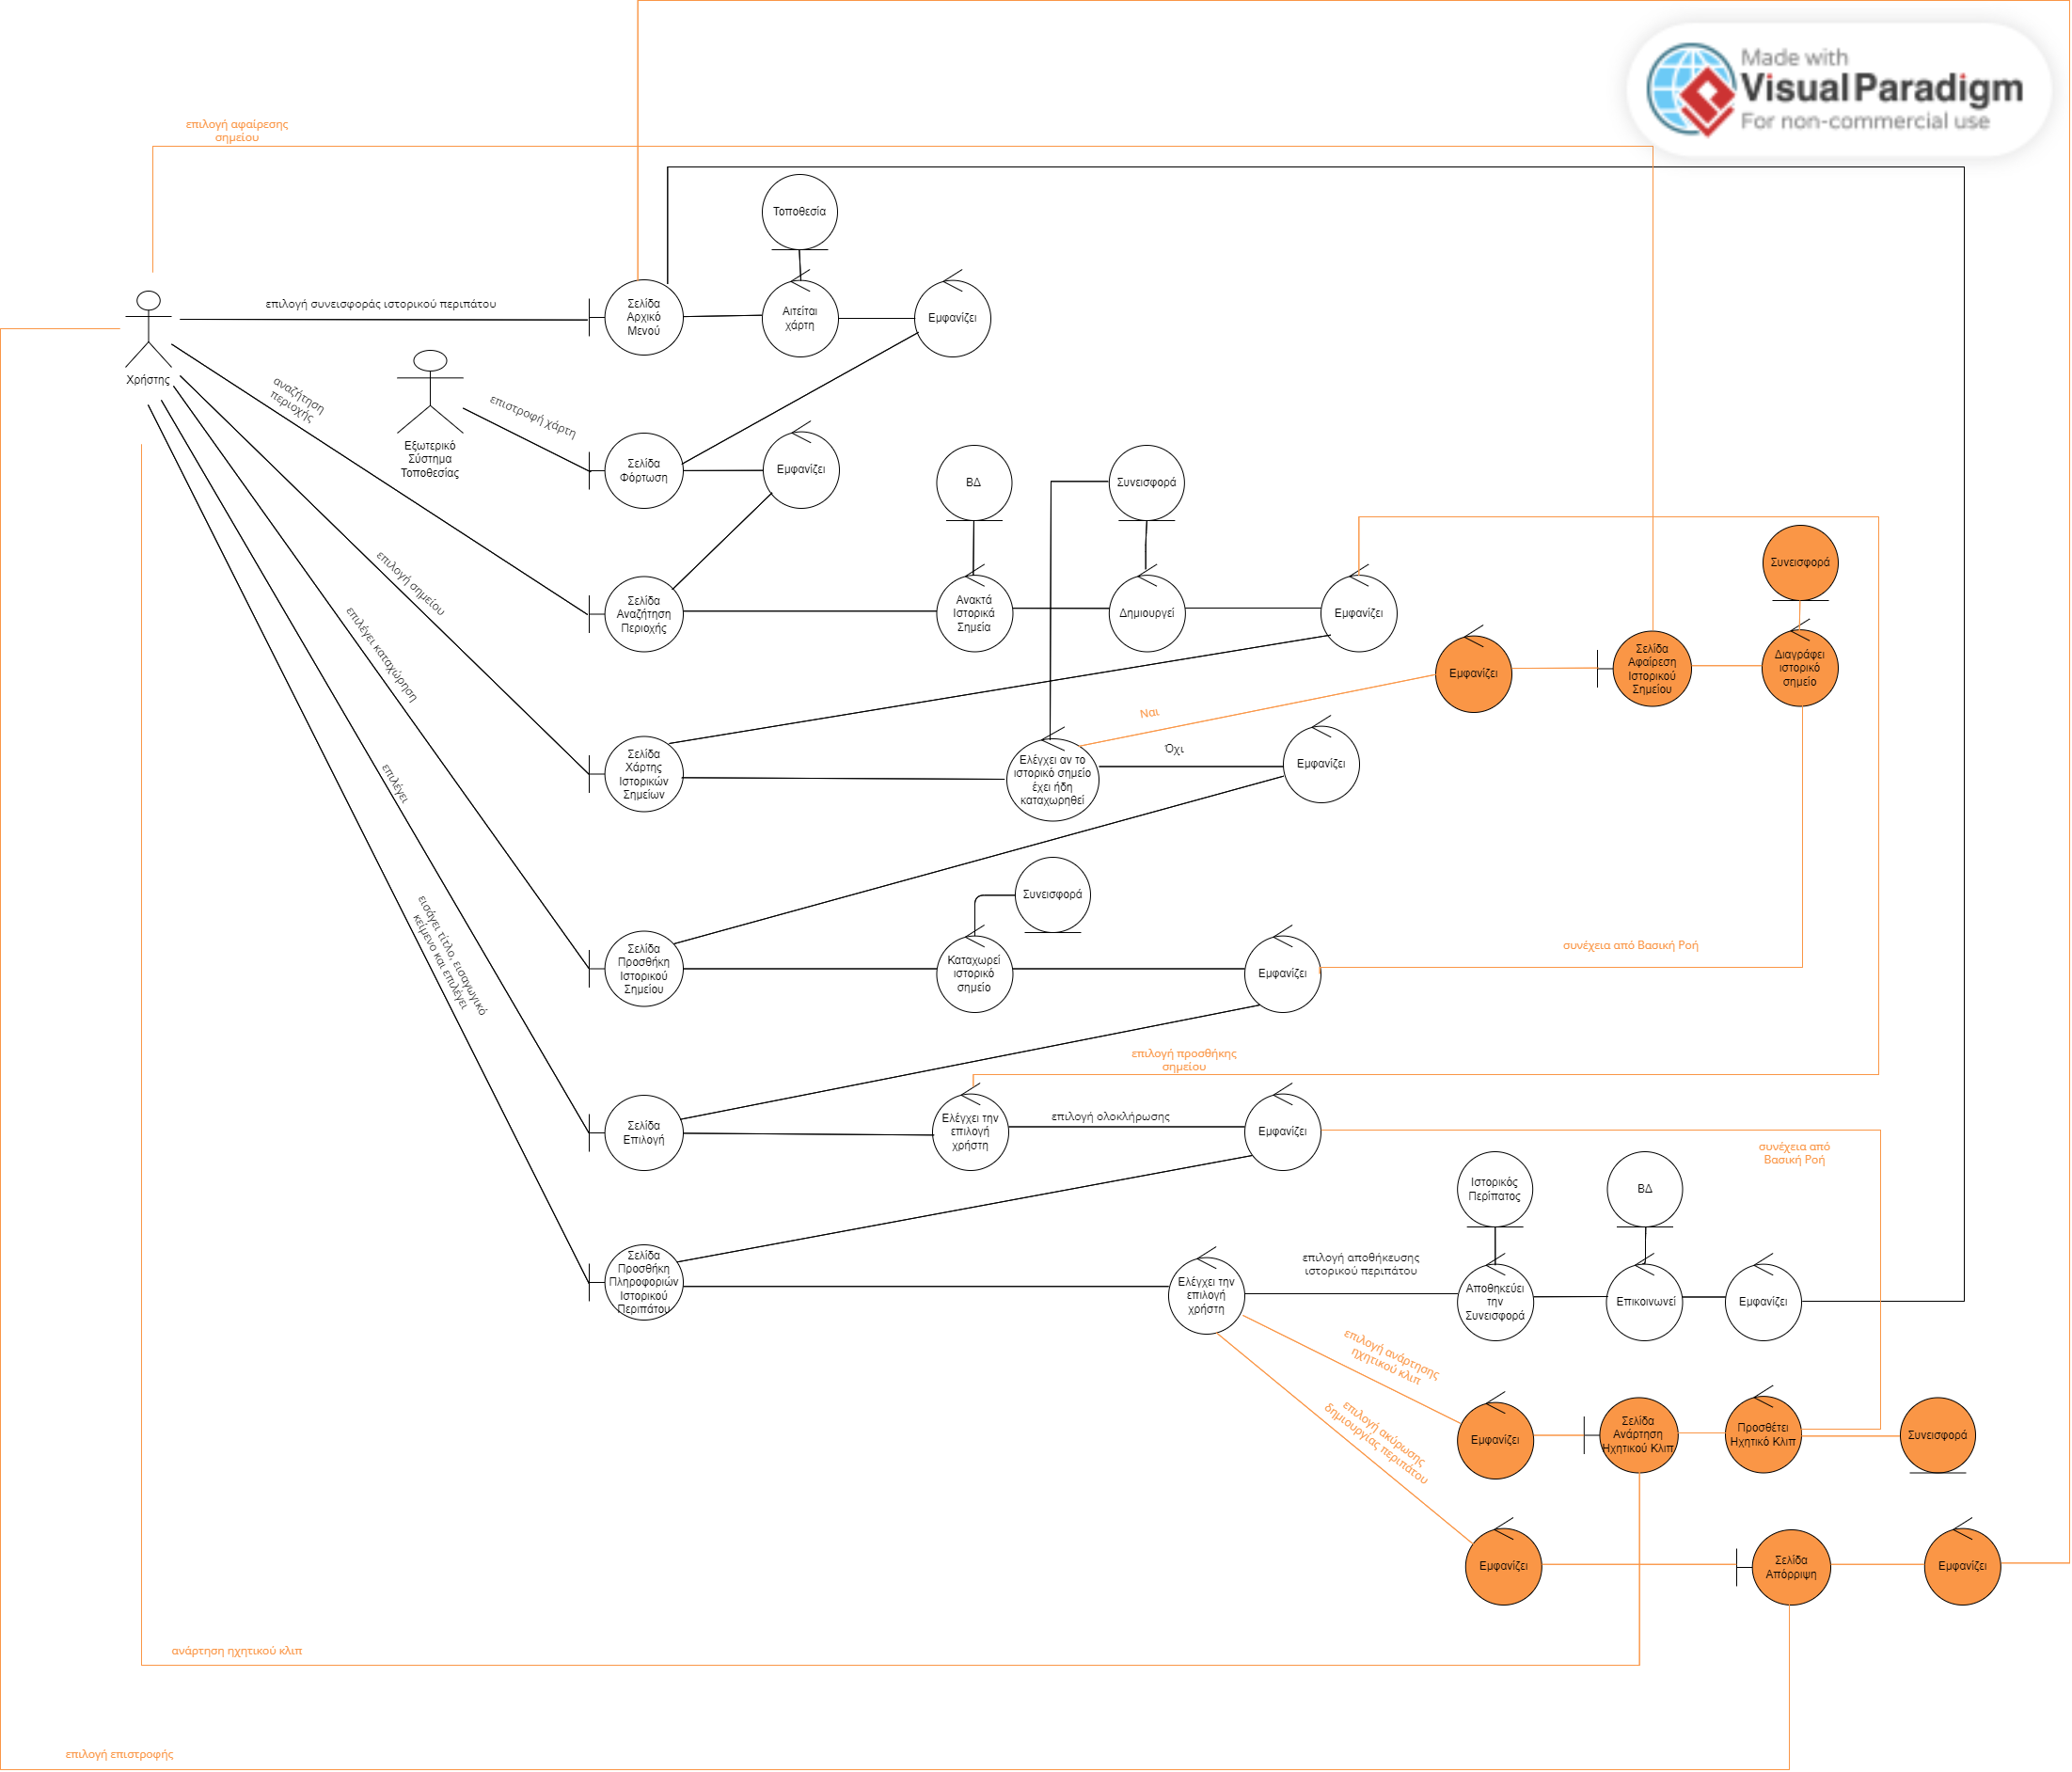 Made with
Visual Paradigm
For non-commercial use
επιλογή αφαίρεσης
σημείου
Τοποθεσία
επιλογή συνεισφοράς ιστορικού περιπάτου
Σελίδα
Αρχικό
Μενού
Αιτείται
χάρτη
Εμφανίζει
Χρήστης
αναζήτηση
περιοχής
Εξωτερικό
Σύστημα
Τοποθεσίας
επιστροφή χάρτη
Σελίδα
Φόρτωση
Εμφανίζει
ΒΔ
Συνεισφορά
Συνεισφορά
επιλογή σημείου
Σελίδα
Αναζήτηση
Περιοχής
Ανακτά
Ιστορικά
Σημεία
Δημιουργεί
Εμφανίζει
Εμφανίζει
Σελίδα
Αφαίρεση
Ιστορικού
Σημείου
Διαγράφει
ιστορικό
σημείο
επιλέγει καταχώρηση
Ναι
Όχι
Σελίδα
Χάρτης
Ιστορικών
Σημείων
Ελέγχει αν το
ιστορικό σημείο
έχει ήδη
καταχωρηθεί
Εμφανίζει
επιλέγει
Συνεισφορά
εισάγει τίτλο, εισαγωγικό
κείμενο και επιλέγει
Σελίδα
Προσθήκη
Ιστορικού
Σημείου
Καταχωρεί
ιστορικό
σημείο
Εμφανίζει
συνέχεια από Βασική Ροή
επιλογή προσθήκης
σημείου
Σελίδα
Επιλογή
Ελέγχει την
επιλογή
χρήστη
επιλογή ολοκλήρωσης
Εμφανίζει
συνέχεια από
Βασική Ροή
Ιστορικός
Περίπατος
ΒΔ
Σελίδα
Προσθήκη
Πληροφοριών
Ιστορικού
Περιπάτου
Ελέγχει την
επιλογή
χρήστη
επιλογή αποθήκευσης
ιστορικού περιπάτου
Αποθηκεύει
την
Συνεισφορά
Επικοινωνεί
Εμφανίζει
επιλογή ανάρτησης
ηχητικού κλιπ
επιλογή ακύρωσης
δημιουργίας περιπάτου
Εμφανίζει
Σελίδα
Ανάρτηση
Ηχητικού Κλιπ
Προσθέτει
Ηχητικό Κλιπ
Συνεισφορά
Εμφανίζει
Σελίδα
Απόρριψη
Εμφανίζει
ανάρτηση ηχητικού κλιπ
επιλογή επιστροφής